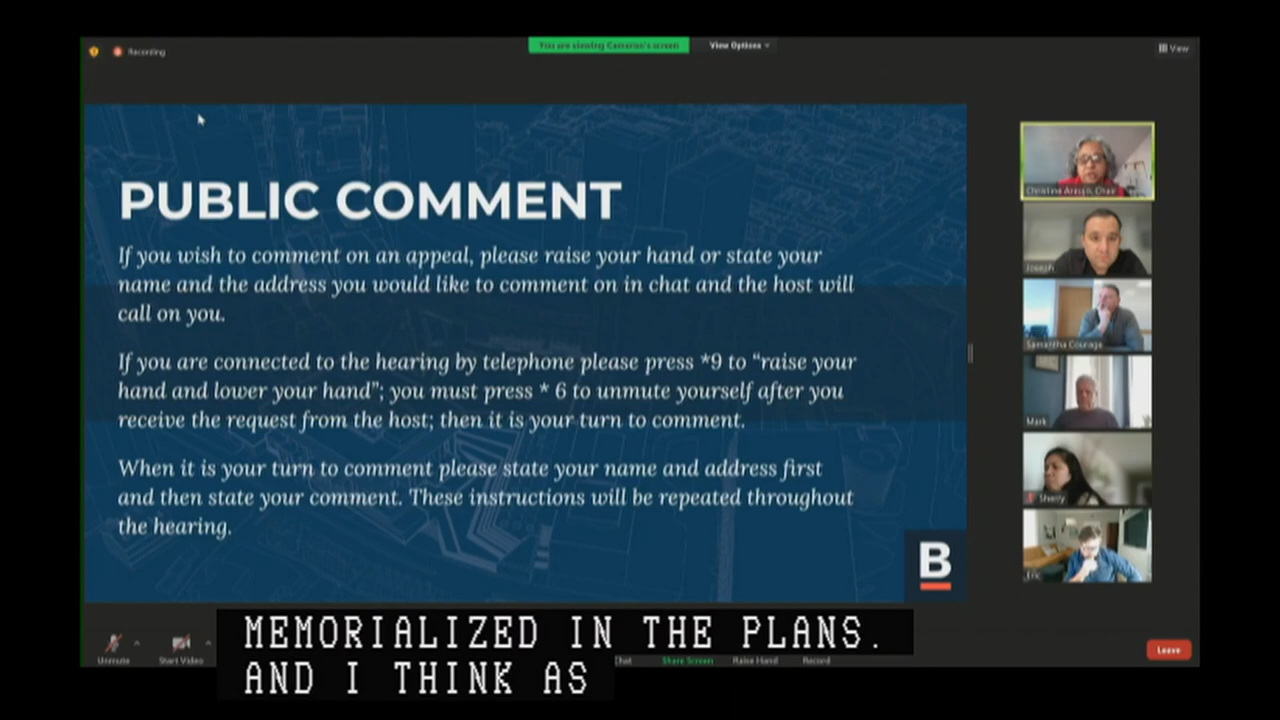 Recording
You are viewing Cameron's screen
View Options
View
PUBLIC COMMENT
If you wish to comment on an appeal, please raise your hand or state your
name and the address you would like to comment on in chat and the host will
call on you.
If you are connected to the hearing by telephone please press *9 to “raise your
hand and lower your hand”; you must press * 6 to unmute yourself after you
receive the request from the host; then it is your turn to comment.
When it is your turn to comment please state your name and address first
and then state your comment. These instructions will be repeated throughout
the hearing.
B
Christine Araujo, Chair
Joseph
Samantha Courage
Mark
Sherry
Eric
MEMORIALIZED IN THE PLANS.
AND I THINK AS
Unmute
Start Video
Chat
Share Screen
Raise Hand
Record
Leave